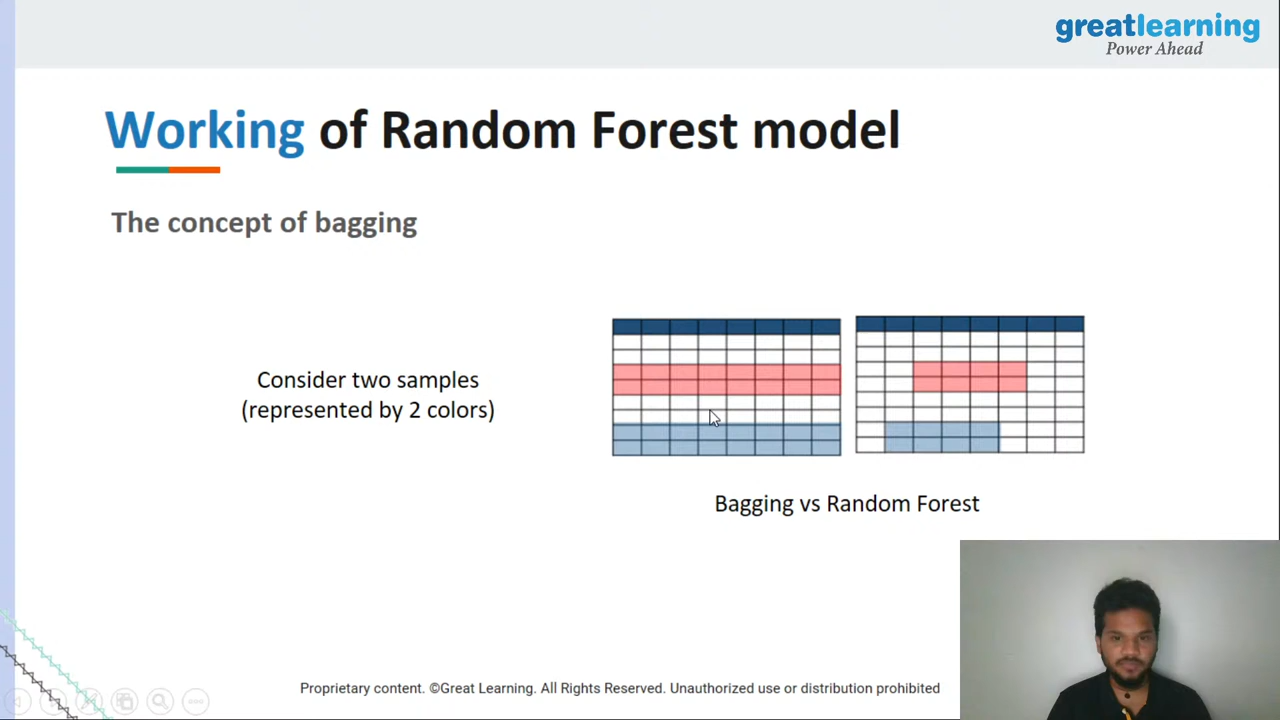 greatlearning
Power Ahead
Working of Random Forest model
The concept of bagging
Consider two samples
(represented by 2 colors)
Bagging vs Random Forest
Proprietary content. ©Great Learning. All Rights Reserved. Unauthorized use or distribution prohibited